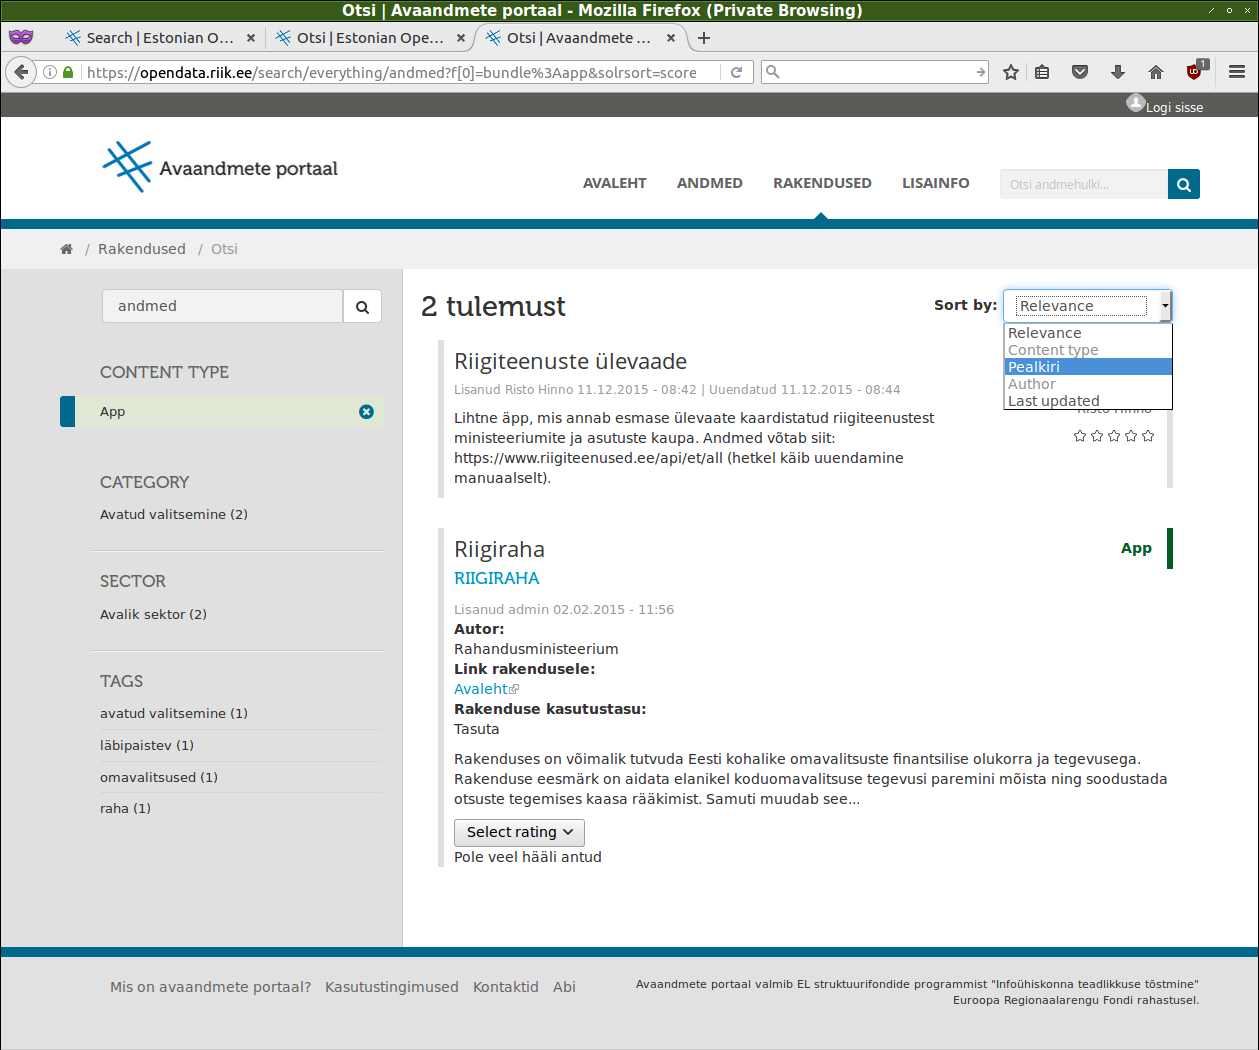 Otsi | Avaandmete portaal - Mozilla Firefox (Private Browsing)
Search | Estonian O... Otsi | Estonian Ope... Otsi | Avaandmete ...
https://opendata.riik.ee/search/everything/andmed?f[0]=bundle%3Aapp&solrsort=score
1
Logi sisse
Avaandmete portaal
AVALEHT ANDMED RAKENDUSED LISAINFO Otsi andmehulki...
/ Rakendused / Otsi
andmed
CONTENT TYPE
App
CATEGORY
Avatud valitsemine (2)
SECTOR
Avalik sektor (2)
TAGS
avatud valitsemine (1)
läbipaistev (1)
omavalitsused (1)
raha (1)
2 tulemust
Sort by: Relevance
Relevance
Content type
Pealkiri
Author
Last updated
Riigiteenuste ülevaade
Lisanud Risto Hinno 11.12.2015 - 08:42 | Uuendatud 11.12.2015 - 08:44
Risto Hinno
Lihtne äpp, mis annab esmase ülevaate kaardistatud riigiteenustest
ministeeriumite ja asutuste kaupa. Andmed võtab siit:
https://www.riigiteenused.ee/api/et/all (hetkel käib uuendamine
manuaalselt).
Riigiraha
App
RIIGIRAHA
Lisanud admin 02.02.2015 - 11:56
Autor:
Rahandusministeerium
Link rakendusele:
Avaleht
Rakenduse kasutustasu:
Tasuta
Rakenduses on võimalik tutvuda Eesti kohalike omavalitsuste finantsilise olukorra ja tegevusega.
Rakenduse eesmärk on aidata elanikel koduomavalitsuse tegevusi paremini mõista ning soodustada
otsuste tegemises kaasa rääkimist. Samuti muudab see...
Select rating
Pole veel hääli antud
Mis on avaandmete portaal? Kasutustingimused Kontaktid Abi
Avaandmete portaal valmib EL struktuurifondide programmist "Infoühiskonna teadlikkuse tõstmine"
Euroopa Regionaalarengu Fondi rahastusel.